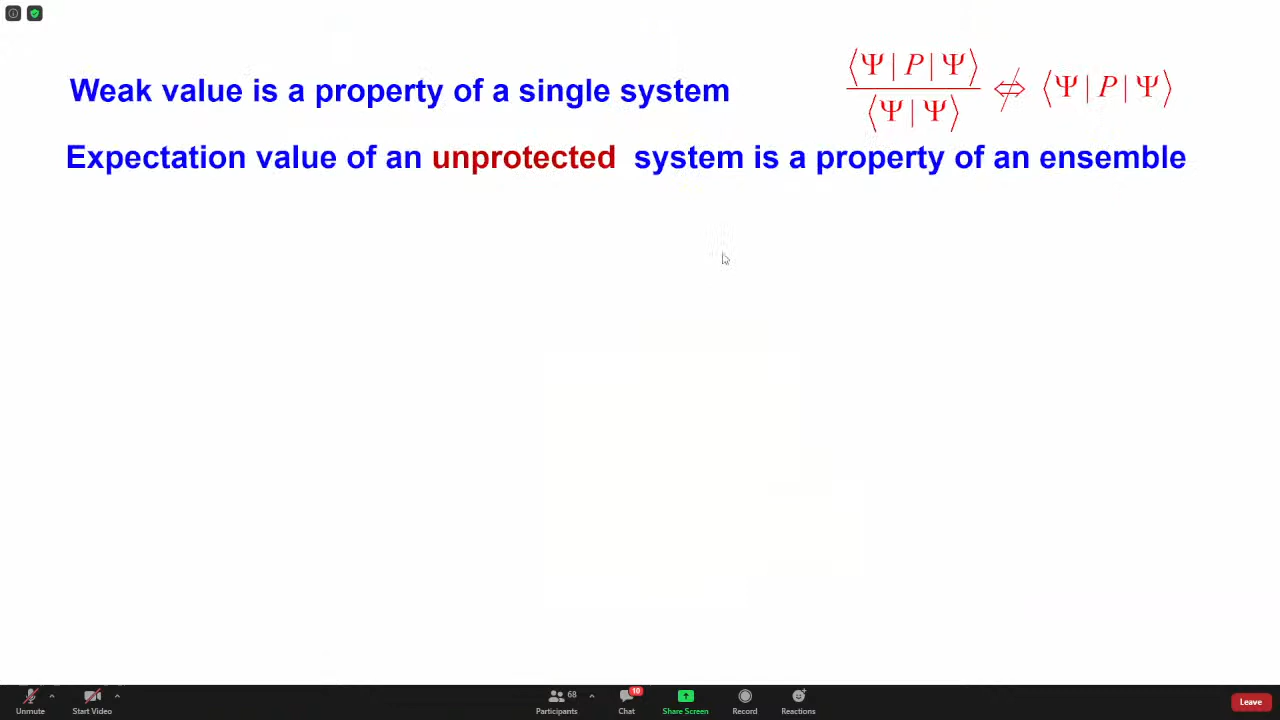 Weak value is a property of a single system
⟨Ψ | P | Ψ⟩ / ⟨Ψ | Ψ⟩ ⇎ ⟨Ψ | P | Ψ⟩
Expectation value of an unprotected system is a property of an ensemble
Unmute
Start Video
68
Participants
10
Chat
Share Screen
Record
Reactions
Leave